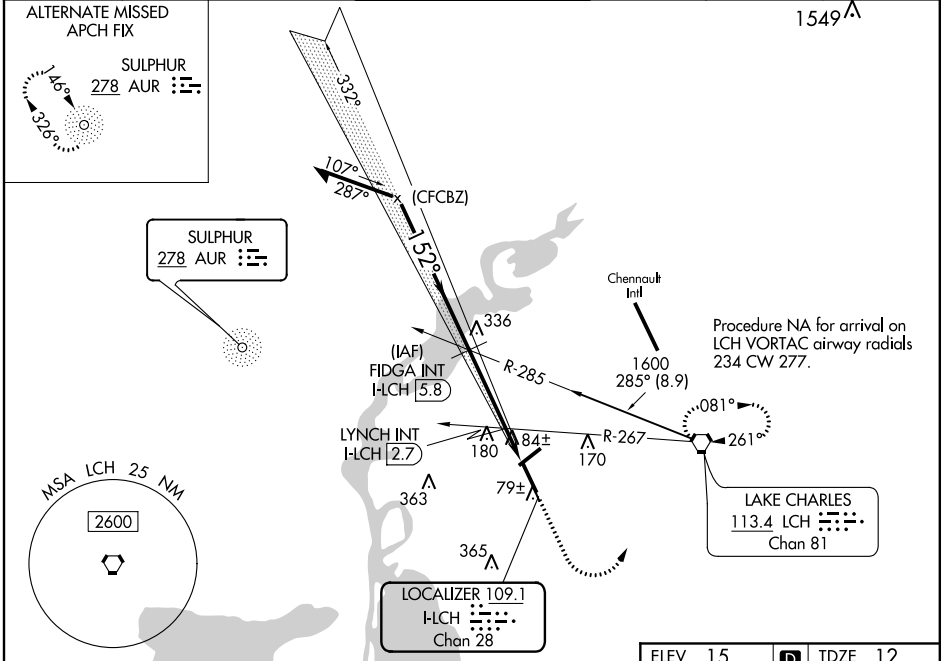 ALTERNATE MISSED
APCH FIX
SULPHUR
278 AUR
146°
326°
1549
332°
107°
287°
(CFCBZ)
152°
SULPHUR
278 AUR
Chennault
Intl
336
(IAF)
FIDGA INT
I-LCH 5.8
R-285
1600
285° (8.9)
Procedure NA for arrival on
LCH VORTAC airway radials
234 CW 277.
081°
261°
LYNCH INT
I-LCH 2.7
180
84±
170
R-267
363
79±
MSA LCH 25 NM
2600
LAKE CHARLES
113.4 LCH
Chan 81
365
LOCALIZER 109.1
I-LCH
Chan 28
ELEV 15 D TDZE 12